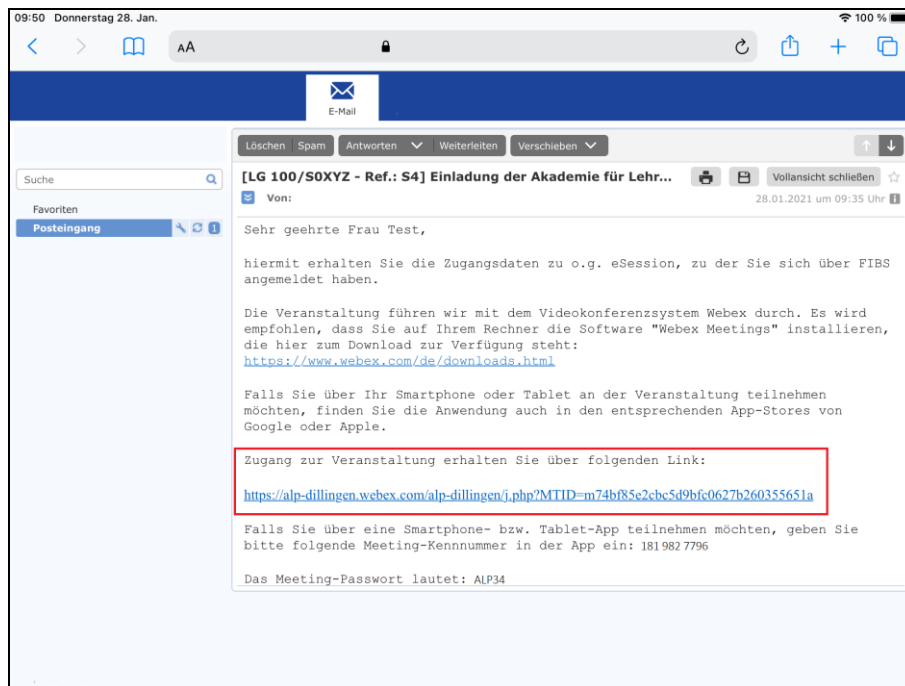 09:50 Donnerstag 28. Jan.
100 %
AA
E-Mail
Löschen Spam Antworten Weiterleiten Verschieben
Suche
[LG 100/S0XYZ - Ref.: S4] Einladung der Akademie für Lehr...
Vollansicht schließen
Von:
28.01.2021 um 09:35 Uhr
Favoriten
Posteingang
1
Sehr geehrte Frau Test,
hiermit erhalten Sie die Zugangsdaten zu o.g. eSession, zu der Sie sich über FIBS
angemeldet haben.
Die Veranstaltung führen wir mit dem Videokonferenzsystem Webex durch. Es wird
empfohlen, dass Sie auf Ihrem Rechner die Software "Webex Meetings" installieren,
die hier zum Download zur Verfügung steht:
https://www.webex.com/de/downloads.html
Falls Sie über Ihr Smartphone oder Tablet an der Veranstaltung teilnehmen
möchten, finden Sie die Anwendung auch in den entsprechenden App-Stores von
Google oder Apple.
Zugang zur Veranstaltung erhalten Sie über folgenden Link:
https://alp-dillingen.webex.com/alp-dillingen/j.php?MTID=m74bf85e2cbc5d9bfc0627b260355651a
Falls Sie über eine Smartphone- bzw. Tablet-App teilnehmen möchten, geben Sie
bitte folgende Meeting-Kennnummer in der App ein: 181 982 7796
Das Meeting-Passwort lautet: ALP34